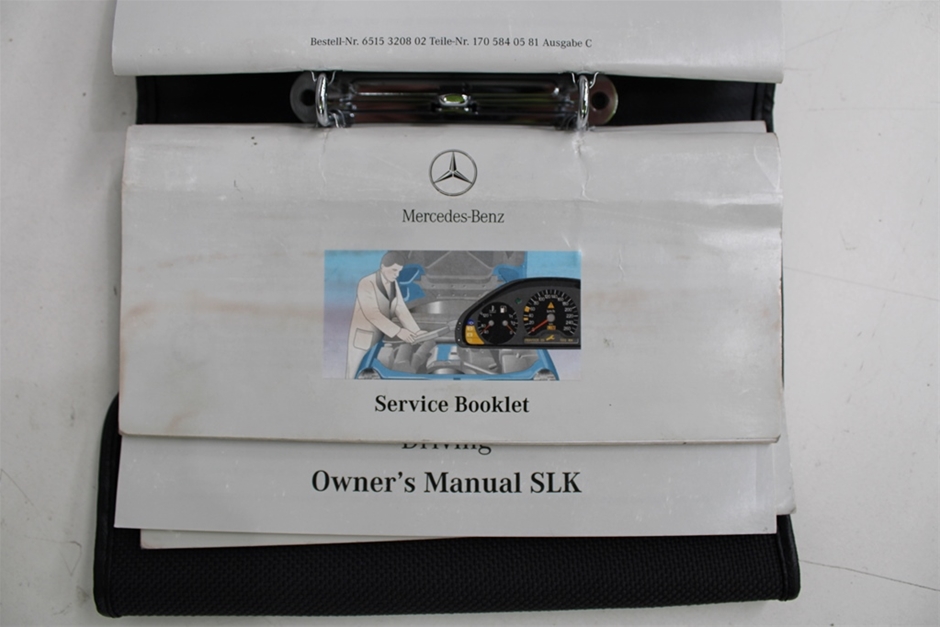 Bestell-Nr. 6515 3208 02 Teile-Nr. 170 584 05 81 Ausgabe C
Mercedes-Benz
Service Booklet
Driving
Owner's Manual SLK